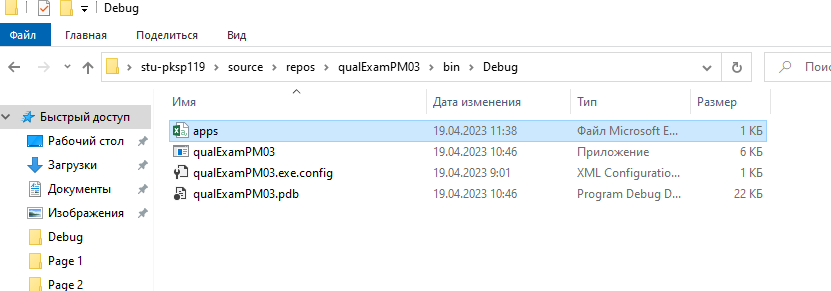 Debug
Файл Главная Поделиться Вид
stu-pksp119 source repos qualExamPM03 bin Debug Поис
Имя Дата изменения Тип Размер
Быстрый доступ
apps 19.04.2023 11:38 Файл Microsoft E... 1 КБ
Рабочий стол
qualExamPM03 19.04.2023 10:46 Приложение 6 КБ
Загрузки
qualExamPM03.exe.config 19.04.2023 9:01 XML Configuratio... 1 КБ
Документы
qualExamPM03.pdb 19.04.2023 10:46 Program Debug D... 22 КБ
Изображения
Debug
Page 1
Page 2